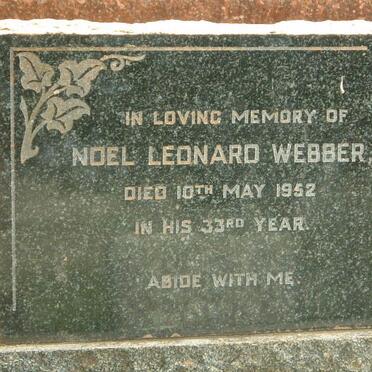 IN LOVING MEMORY OF
NOEL LEONARD WEBBER,
DIED 10TH MAY 1952
IN HIS 33RD YEAR.
ABIDE WITH ME.